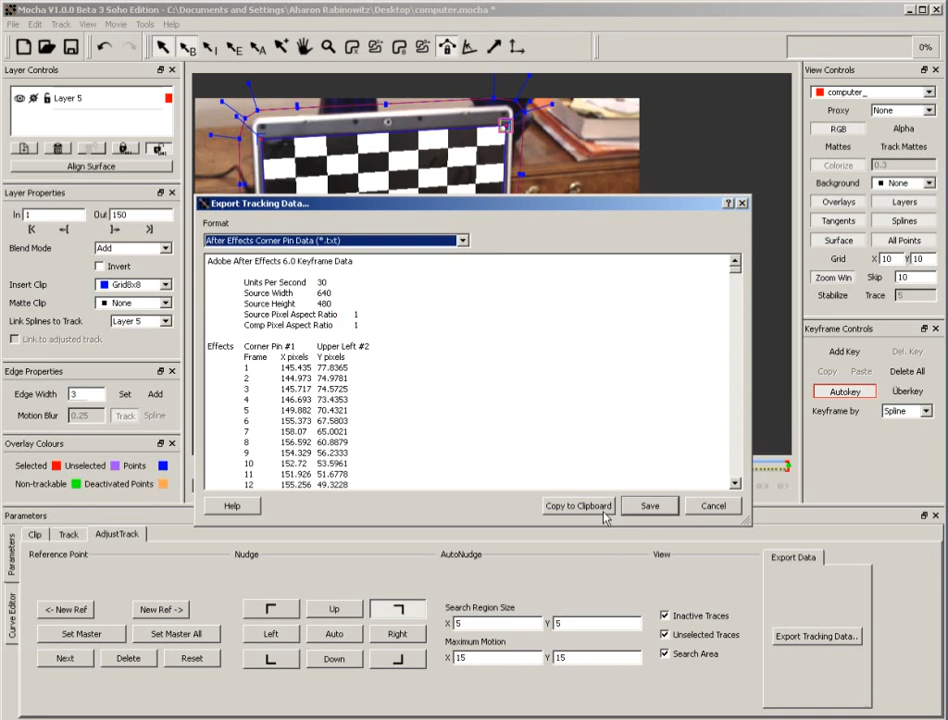 Mocha V1.0.0 Beta 3 Soho Edition - C:\Documents and Settings\Aharon Rabinowitz\Desktop\computer.mocha *
File Edit Track View Movie Tools Help
0%
Layer Controls
Layer 5
Align Surface
Layer Properties
In 1 Out 150
Blend Mode Add
Invert
Insert Clip Grid8x8
Matte Clip None
Link Splines to Track Layer 5
Link to adjusted track
Edge Properties
Edge Width 3 Set Add
Motion Blur 0.25 Track Spline
Overlay Colours
Selected Unselected Points
Non-trackable Deactivated Points
Export Tracking Data...
Format
After Effects Corner Pin Data (*.txt)
Adobe After Effects 6.0 Keyframe Data
Units Per Second 30
Source Width 640
Source Height 480
Source Pixel Aspect Ratio 1
Comp Pixel Aspect Ratio 1
Effects Corner Pin #1 Upper Left #2
Frame X pixels Y pixels
1 145.435 77.8365
2 144.973 74.9781
3 145.717 74.5725
4 146.693 73.4353
5 149.882 70.4321
6 155.373 67.5803
7 158.07 65.0021
8 156.592 60.8879
9 154.329 56.2333
10 152.72 53.5961
11 151.926 51.6778
12 155.256 49.3228
Help Copy to Clipboard Save Cancel
View Controls
computer_
Proxy None
RGB Alpha
Mattes Track Mattes
Colorize 0.3
Background None
Overlays Layers
Tangents Splines
Surface All Points
Grid X 10 Y 10
Zoom Win Skip 10
Stabilize Trace 5
Keyframe Controls
Add Key Del. Key
Copy Paste Delete All
Autokey Überkey
Keyframe by Spline
Parameters
Parameters
Curve Editor
Clip Track AdjustTrack
Reference Point Nudge AutoNudge View
<- New Ref New Ref ->
Set Master Set Master All
Next Delete Reset
Up
Left Auto Right
Down
Search Region Size
X 5 Y 5
Maximum Motion
X 15 Y 15
Inactive Traces
Unselected Traces
Search Area
Export Data
Export Tracking Data..